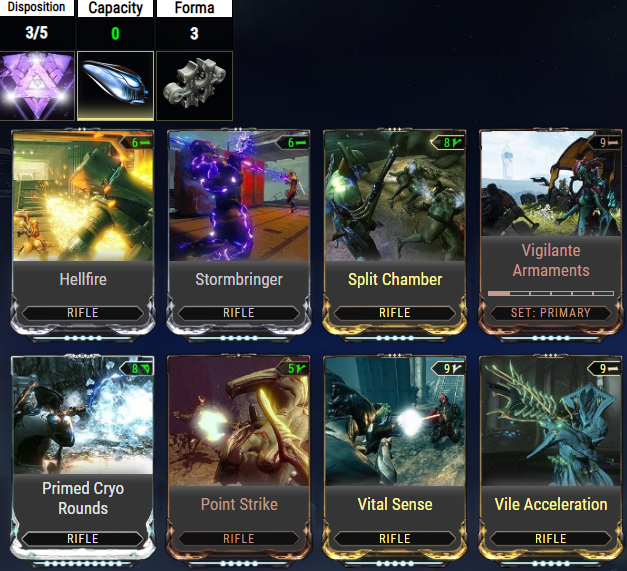 Disposition Capacity Forma
3/5 0 3
6 6 8 9
Hellfire Stormbringer Split Chamber Vigilante
Armaments
RIFLE RIFLE RIFLE SET: PRIMARY
8 5 9 9
Primed Cryo
Rounds Point Strike Vital Sense Vile Acceleration
RIFLE RIFLE RIFLE RIFLE